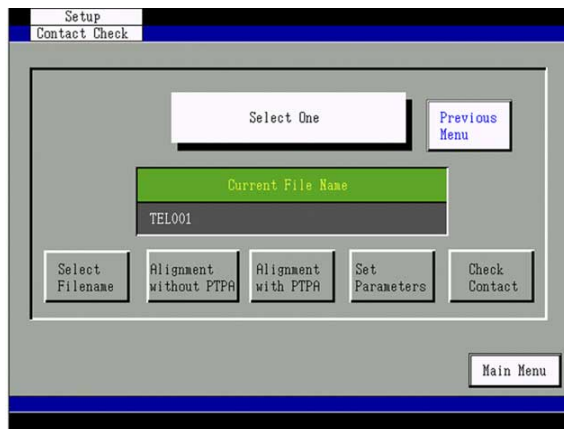 Setup
Contact Check
Select One
Previous
Menu
Current File Name
TEL001
Select
Filename
Alignment
without PTPA
Alignment
with PTPA
Set
Parameters
Check
Contact
Main Menu